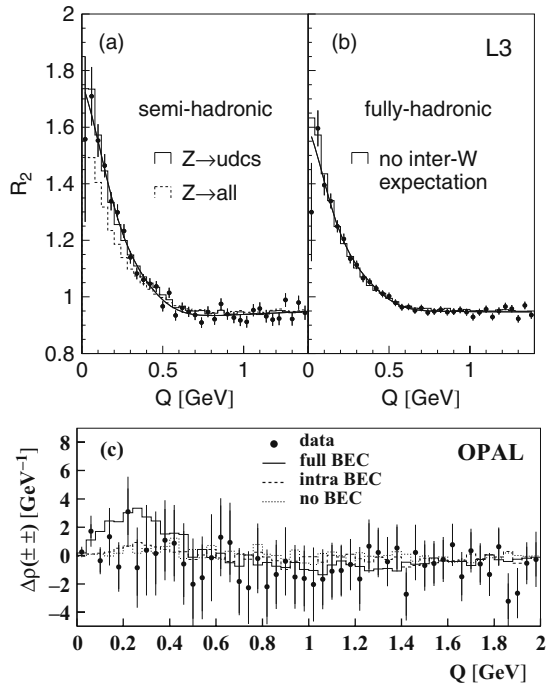 (a)
(b)
L3
R2
2
1.8
1.6
1.4
1.2
1
0.8
semi-hadronic
Z→udcs
Z→all
fully-hadronic
no inter-W
expectation
0 0.5 1
0 0.5 1
Q [GeV]
Q [GeV]
(c)
OPAL
data
full BEC
intra BEC
no BEC
Δρ(± ±) [GeV⁻¹]
8
6
4
2
0
-2
-4
0 0.2 0.4 0.6 0.8 1 1.2 1.4 1.6 1.8 2
Q [GeV]